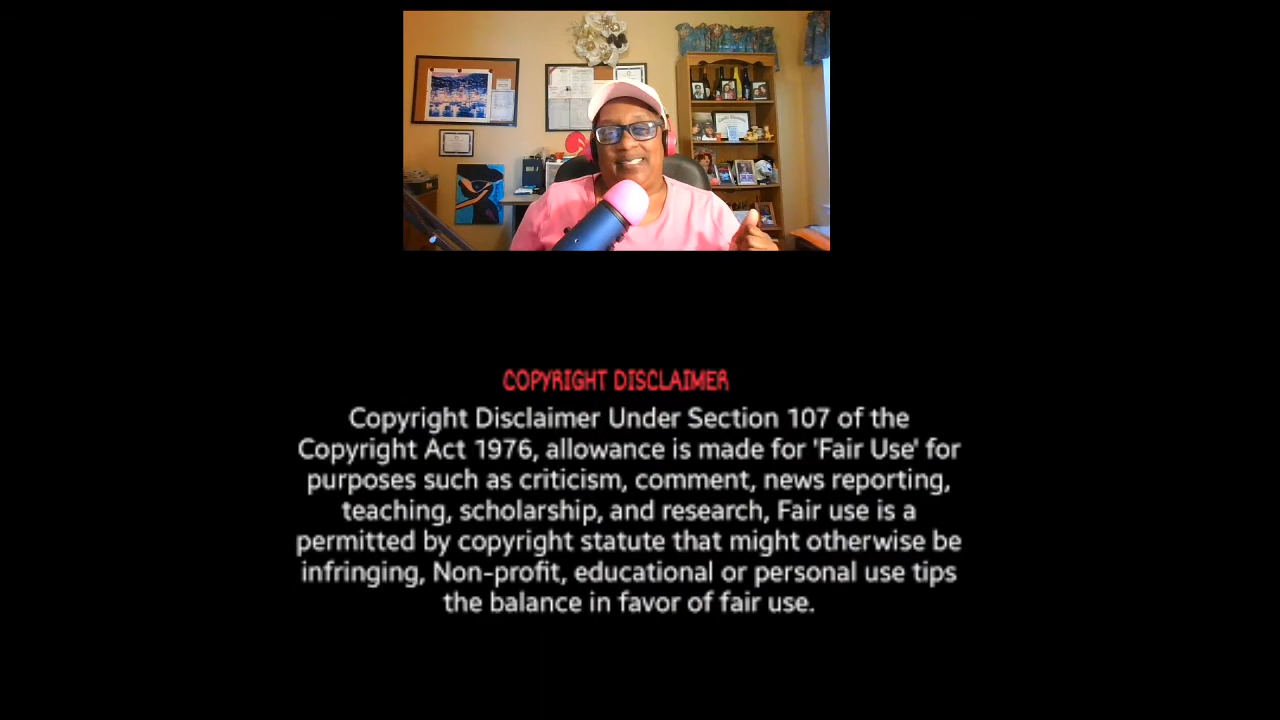 COPYRIGHT DISCLAIMER
Copyright Disclaimer Under Section 107 of the
Copyright Act 1976, allowance is made for 'Fair Use' for
purposes such as criticism, comment, news reporting,
teaching, scholarship, and research, Fair use is a
permitted by copyright statute that might otherwise be
infringing, Non-profit, educational or personal use tips
the balance in favor of fair use.